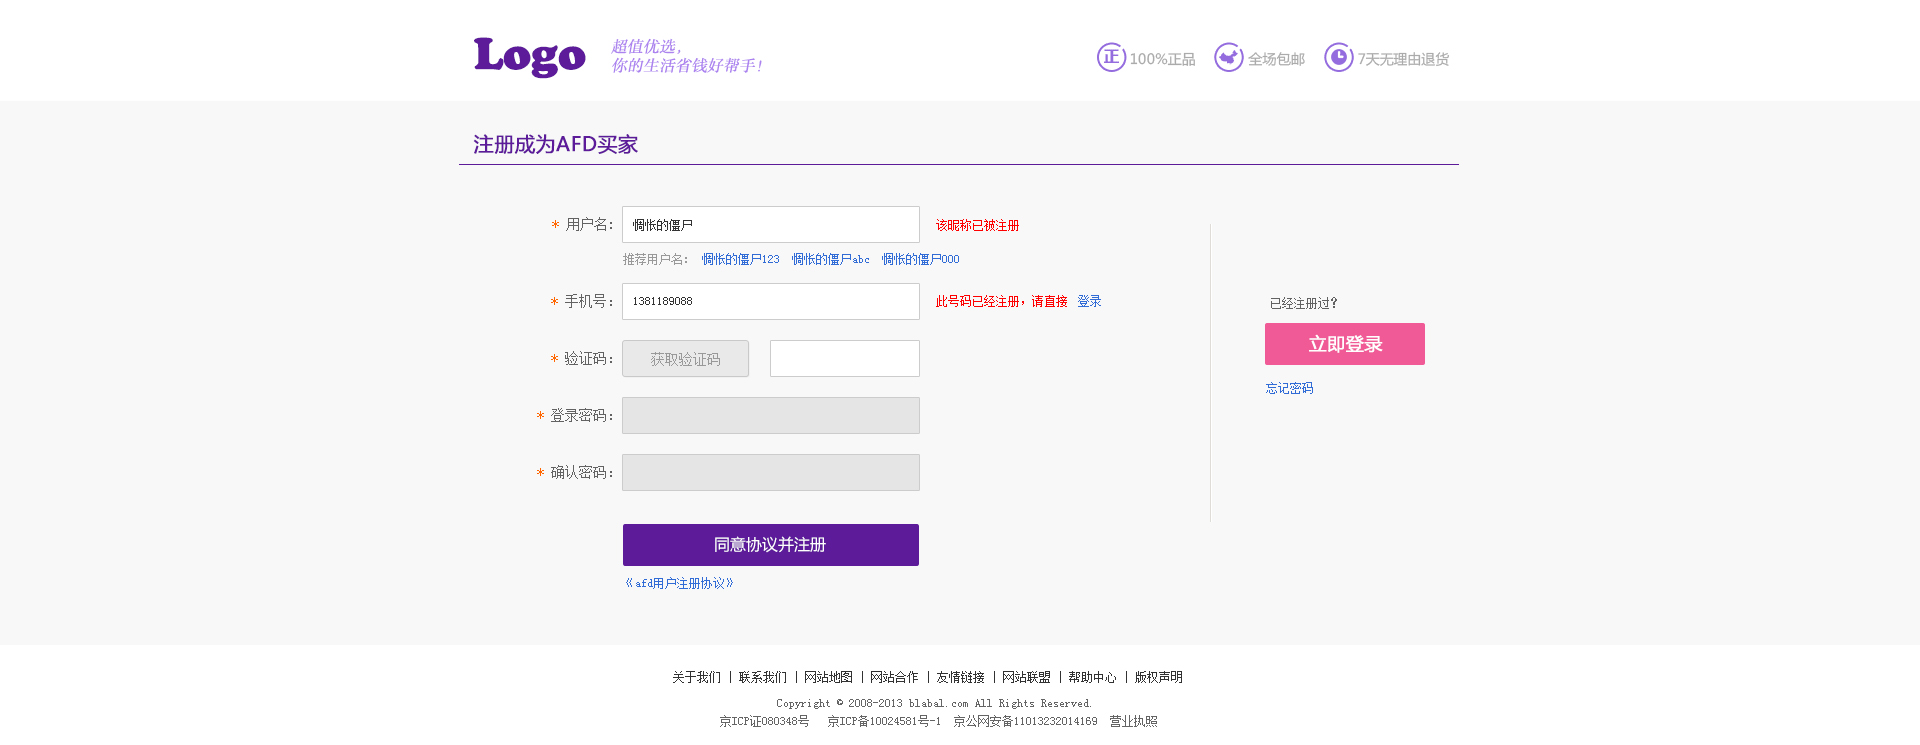 Logo
超值优选，
你的生活省钱好帮手！
正 100%正品 全场包邮 7天无理由退货
注册成为AFD买家
* 用户名： 惆怅的僵尸 该昵称已被注册
推荐用户名： 惆怅的僵尸123 惆怅的僵尸abc 惆怅的僵尸000
* 手机号： 1381189088 此号码已经注册，请直接 登录
* 验证码： 获取验证码
* 登录密码：
* 确认密码：
同意协议并注册
《afd用户注册协议》
已经注册过？
立即登录
忘记密码
关于我们 | 联系我们 | 网站地图 | 网站合作 | 友情链接 | 网站联盟 | 帮助中心 | 版权声明
Copyright © 2008-2013 blabal.com All Rights Reserved.
京ICP证080348号 京ICP备10024581号-1 京公网安备11013232014169 营业执照